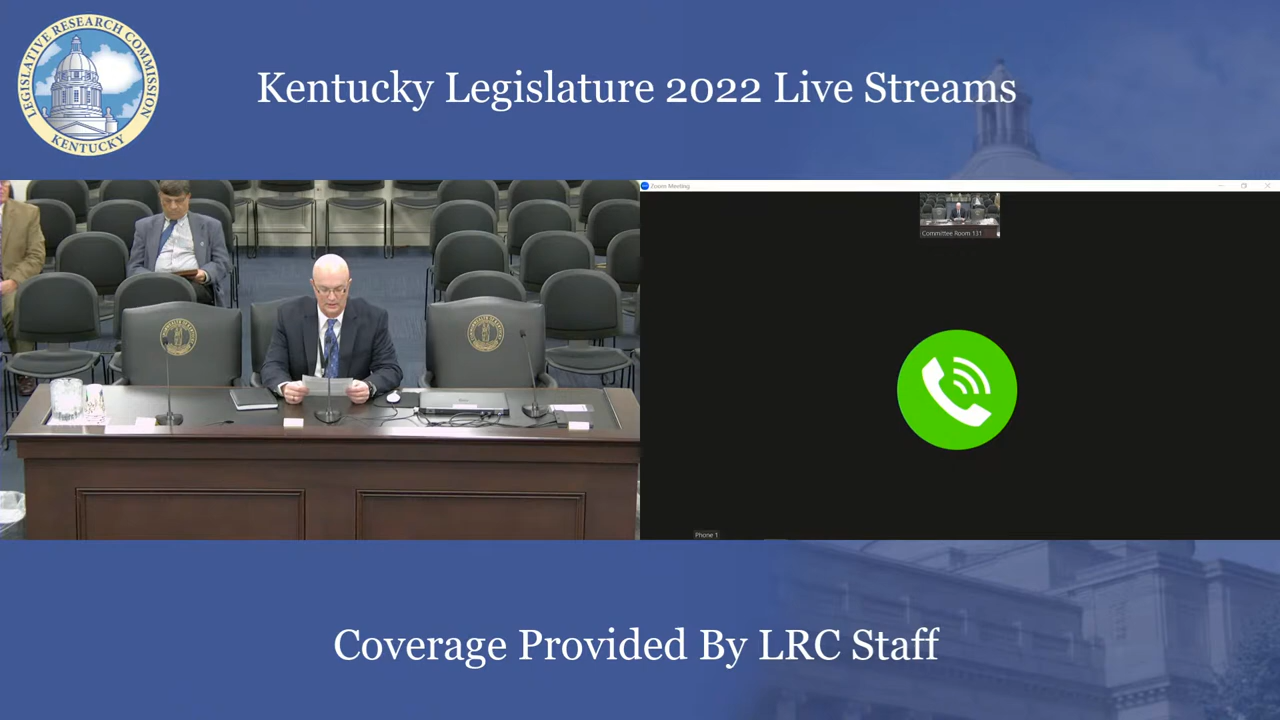 LEGISLATIVE RESEARCH COMMISSION
KENTUCKY
Kentucky Legislature 2022 Live Streams
Zoom Meeting
Committee Room 131
Phone 1
Coverage Provided By LRC Staff